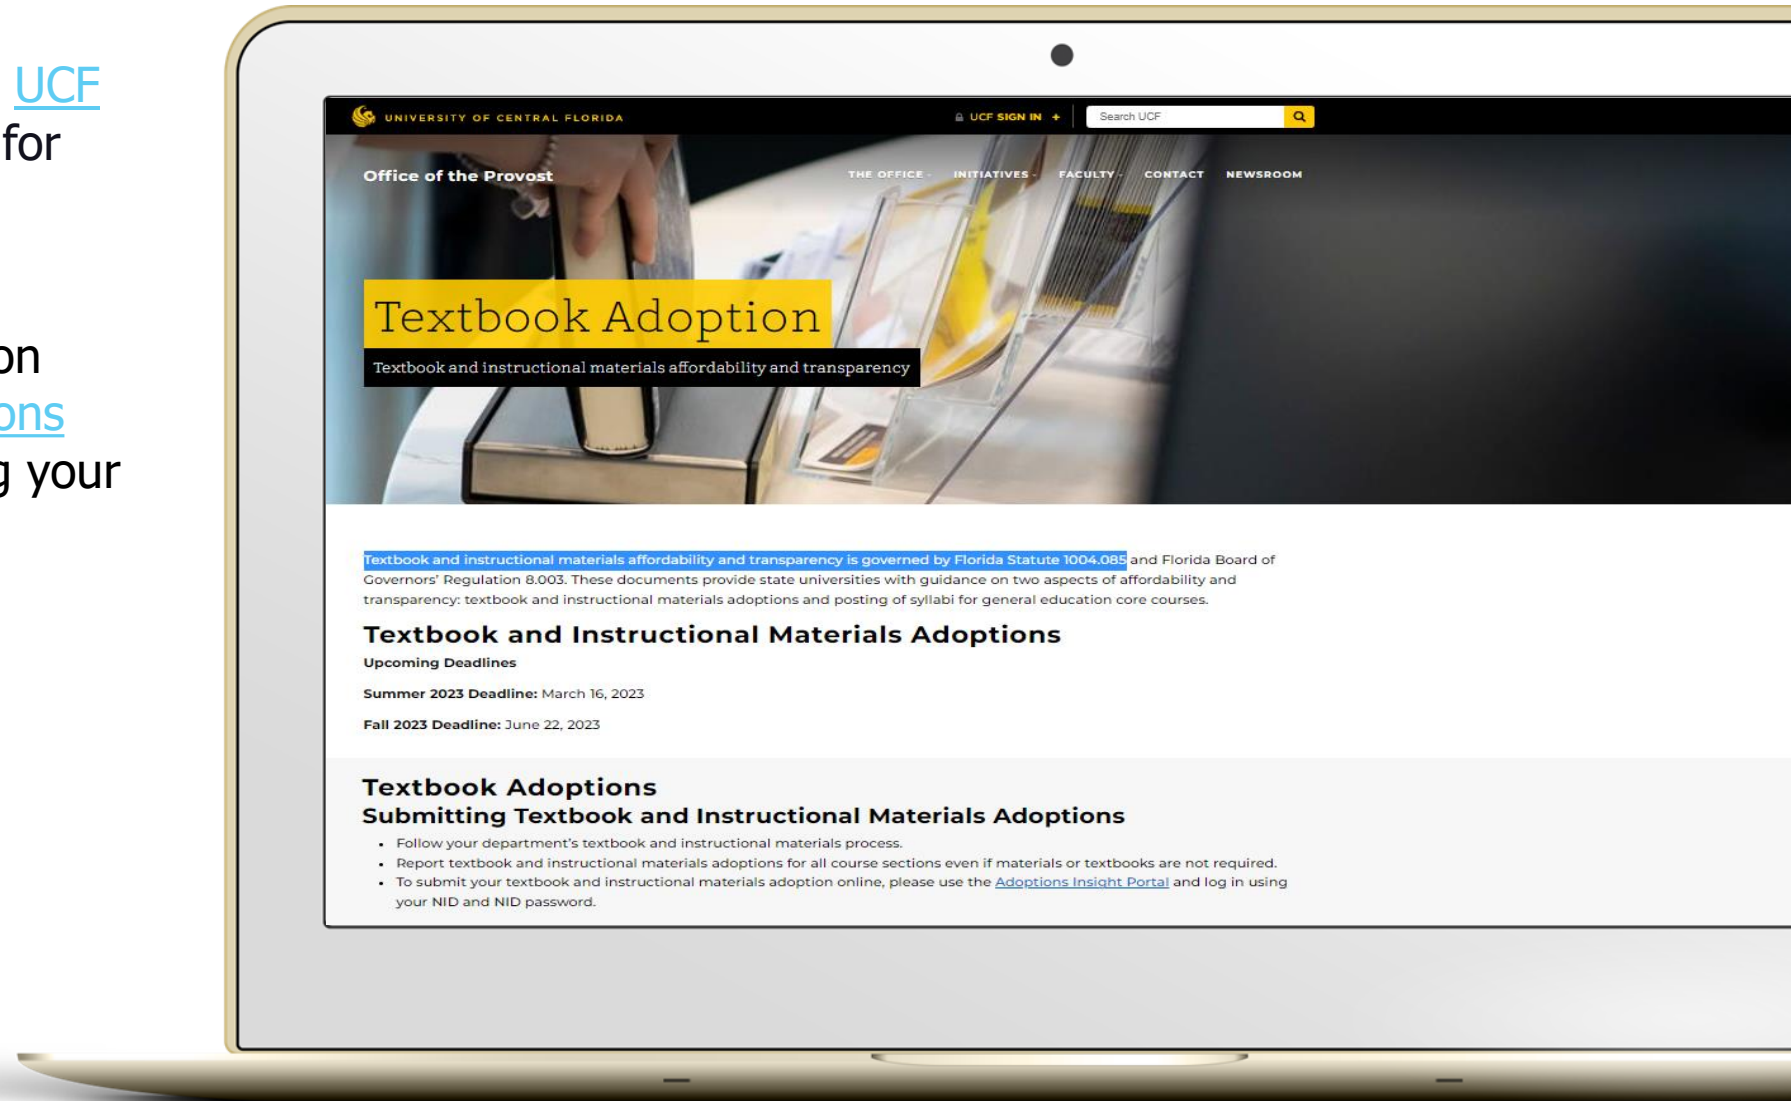 UCF
for
on
ons
g your
UNIVERSITY OF CENTRAL FLORIDA
UCF SIGN IN +
Search UCF
Office of the Provost
THE OFFICE
INITIATIVES
FACULTY
CONTACT
NEWSROOM
Textbook Adoption
Textbook and instructional materials affordability and transparency
Textbook and instructional materials affordability and transparency is governed by Florida Statute 1004.085 and Florida Board of
Governors’ Regulation 8.003. These documents provide state universities with guidance on two aspects of affordability and
transparency: textbook and instructional materials adoptions and posting of syllabi for general education core courses.
Textbook and Instructional Materials Adoptions
Upcoming Deadlines
Summer 2023 Deadline: March 16, 2023
Fall 2023 Deadline: June 22, 2023
Textbook Adoptions
Submitting Textbook and Instructional Materials Adoptions
• Follow your department’s textbook and instructional materials process.
• Report textbook and instructional materials adoptions for all course sections even if materials or textbooks are not required.
• To submit your textbook and instructional materials adoption online, please use the Adoptions Insight Portal and log in using
your NID and NID password.